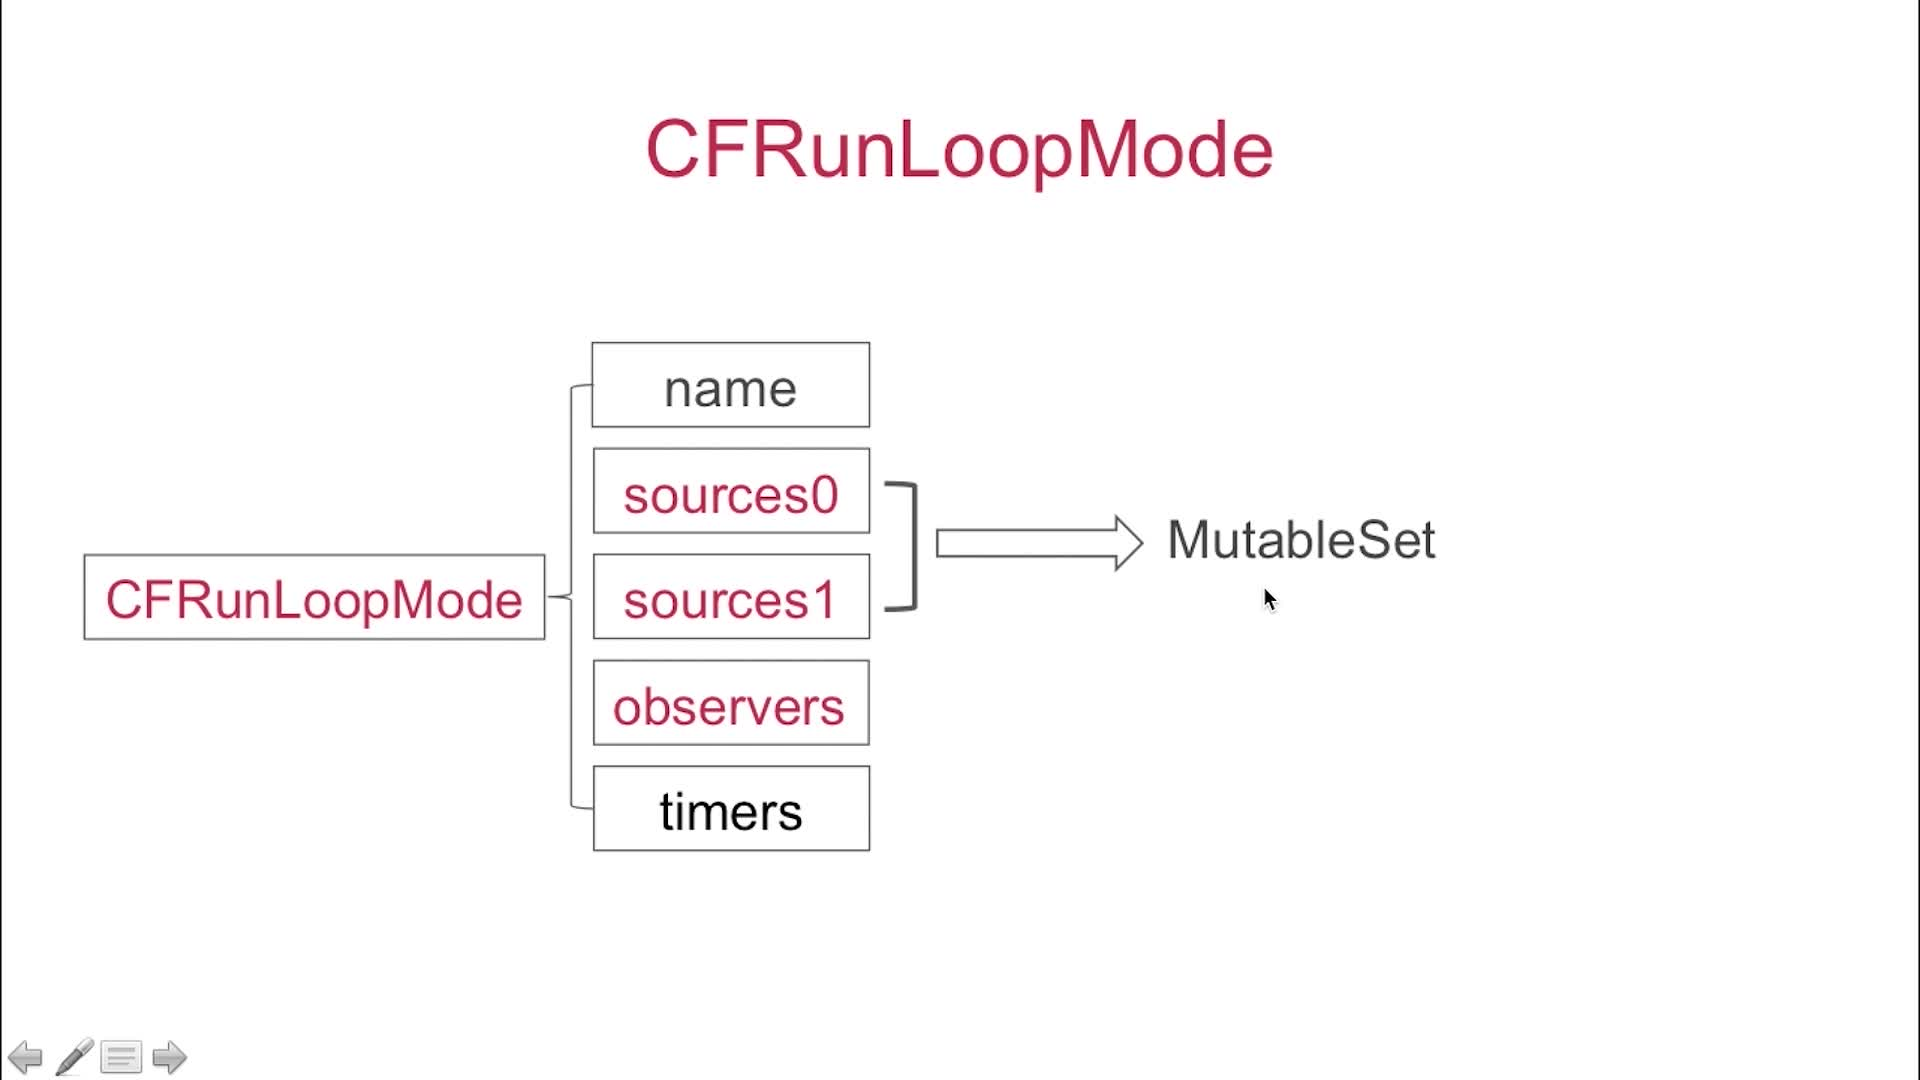 CFRunLoopMode
name
sources0
CFRunLoopMode
sources1
observers
timers
MutableSet